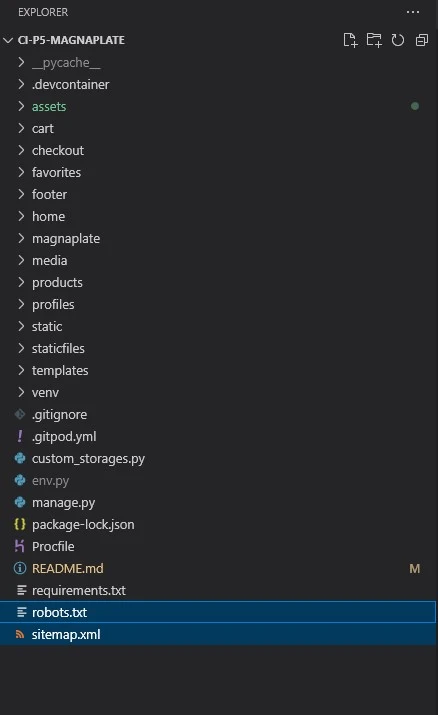 EXPLORER
CI-P5-MAGNAPLATE
__pycache__
.devcontainer
assets
cart
checkout
favorites
footer
home
magnaplate
media
products
profiles
static
staticfiles
templates
venv
.gitignore
.gitpod.yml
custom_storages.py
env.py
manage.py
package-lock.json
Procfile
README.md M
requirements.txt
robots.txt
sitemap.xml